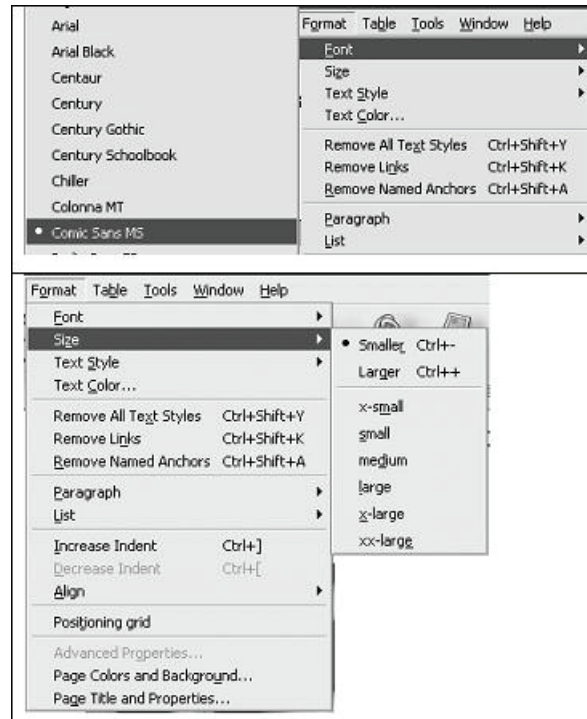 Arial
Arial Black
Centaur
Century
Century Gothic
Century Schoolbook
Chiller
Colonna MT
Comic Sans MS
Format Table Tools Window Help
Font
Size
Text Style
Text Color...
Remove All Text Styles Ctrl+Shift+Y
Remove Links Ctrl+Shift+K
Remove Named Anchors Ctrl+Shift+A
Paragraph
List
Format Table Tools Window Help
Font
Size
Text Style
Text Color...
Remove All Text Styles Ctrl+Shift+Y
Remove Links Ctrl+Shift+K
Remove Named Anchors Ctrl+Shift+A
Paragraph
List
Increase Indent Ctrl+]
Decrease Indent Ctrl+[
Align
Positioning grid
Advanced Properties...
Page Colors and Background...
Page Title and Properties...
Smaller Ctrl+-
Larger Ctrl++
x-small
small
medium
large
x-large
xx-large